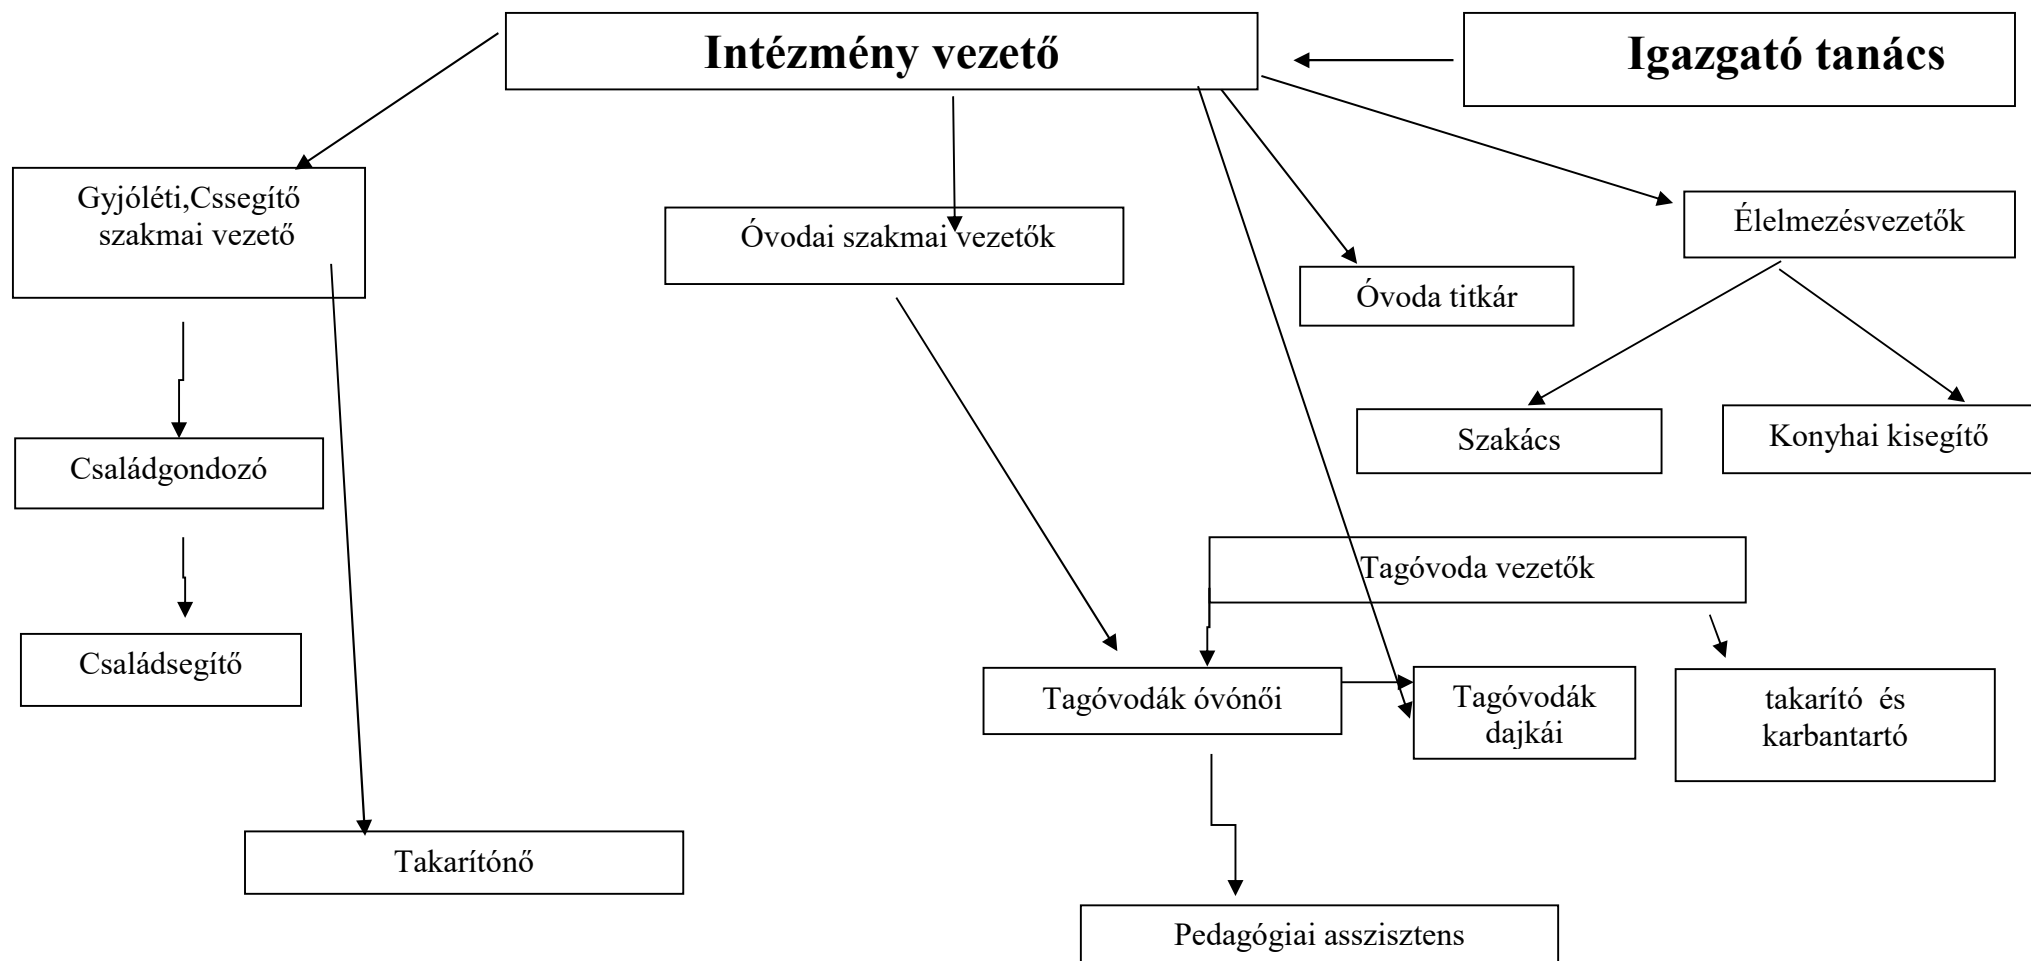 Intézmény vezető
Igazgató tanács
Gyjóléti,Cssegítő
szakmai vezető
Óvodai szakmai vezetők
Élelmezésvezetők
Óvoda titkár
Szakács
Konyhai kisegítő
Családgondozó
Tagóvoda vezetők
Családsegítő
Tagóvodák óvónői
Tagóvodák
dajkái
takarító és
karbantartó
Takarítónő
Pedagógiai asszisztens